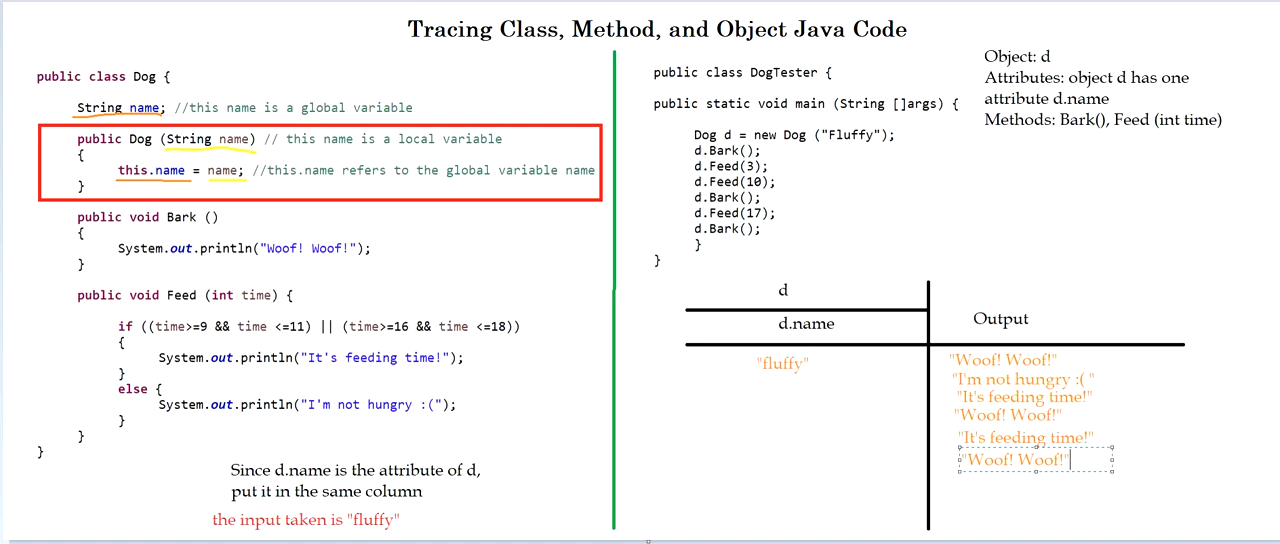 Tracing Class, Method, and Object Java Code
public class Dog {
String name; //this name is a global variable
public Dog (String name) // this name is a local variable
{
this.name = name; //this.name refers to the global variable name
}
public void Bark ()
{
System.out.println("Woof! Woof!");
}
public void Feed (int time) {
if ((time>=9 && time <=11) || (time>=16 && time <=18))
{
System.out.println("It's feeding time!");
}
else {
System.out.println("I'm not hungry :(");
}
}
}
Since d.name is the attribute of d,
put it in the same column
the input taken is "fluffy"
public class DogTester {
public static void main (String []args) {
Dog d = new Dog ("Fluffy");
d.Bark();
d.Feed(3);
d.Feed(10);
d.Bark();
d.Feed(17);
d.Bark();
}
}
Object: d
Attributes: object d has one
attribute d.name
Methods: Bark(), Feed (int time)
d
d.name
"fluffy"
Output
"Woof! Woof!"
"I'm not hungry :( "
"It's feeding time!"
"Woof! Woof!"
"It's feeding time!"
"Woof! Woof!"